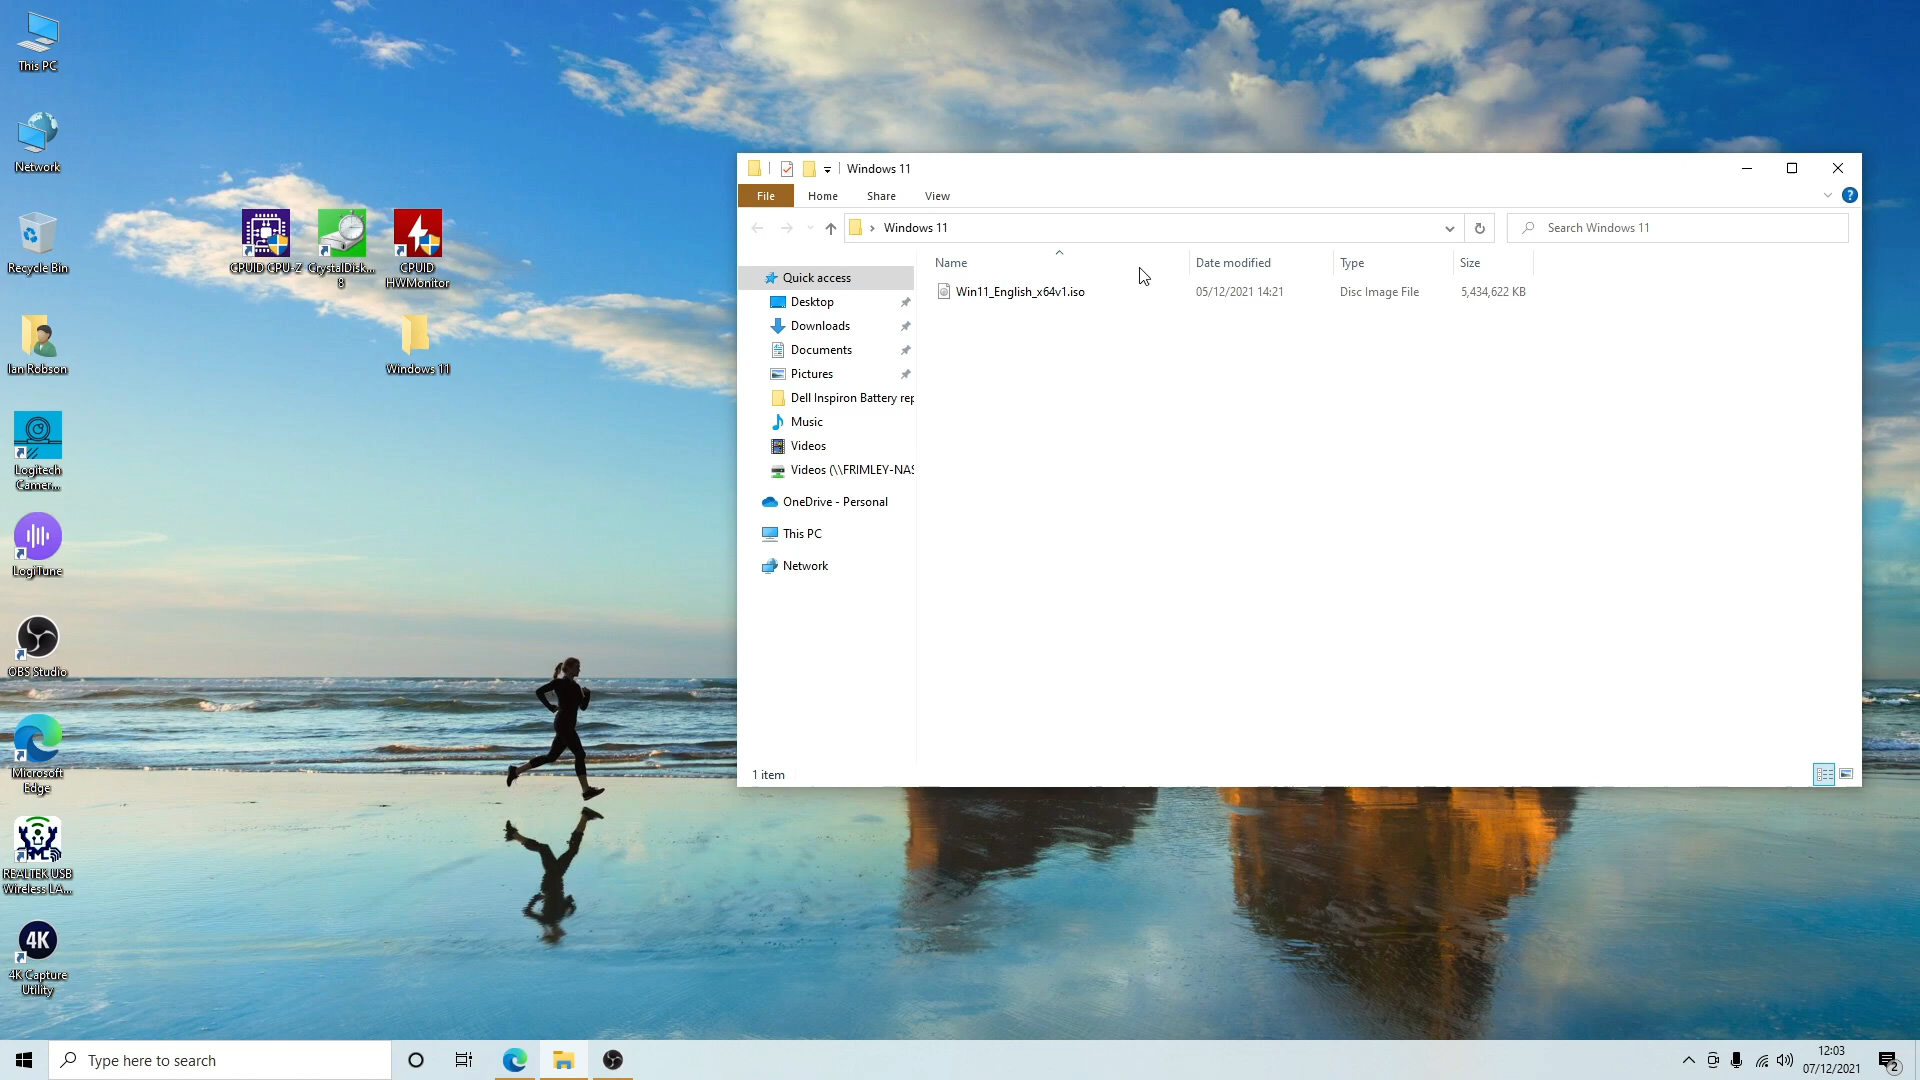 This PC
Network
Recycle Bin
Ian Robson
Logitech
Camer...
LogiTune
OBS Studio
Microsoft
Edge
REALTEK USB
Wireless LA...
4K
4K Capture
Utility
CPUID CPU-Z
CrystalDisk...
8
CPUID
HWMonitor
Windows 11
Windows 11
File
Home
Share
View
?
Windows 11
Search Windows 11
Name
Date modified
Type
Size
Win11_English_x64v1.iso
05/12/2021 14:21
Disc Image File
5,434,622 KB
Quick access
Desktop
Downloads
Documents
Pictures
Dell Inspiron Battery rep
Music
Videos
Videos (\\FRIMLEY-NAS
OneDrive - Personal
This PC
Network
1 item
Type here to search
12:03
07/12/2021
2